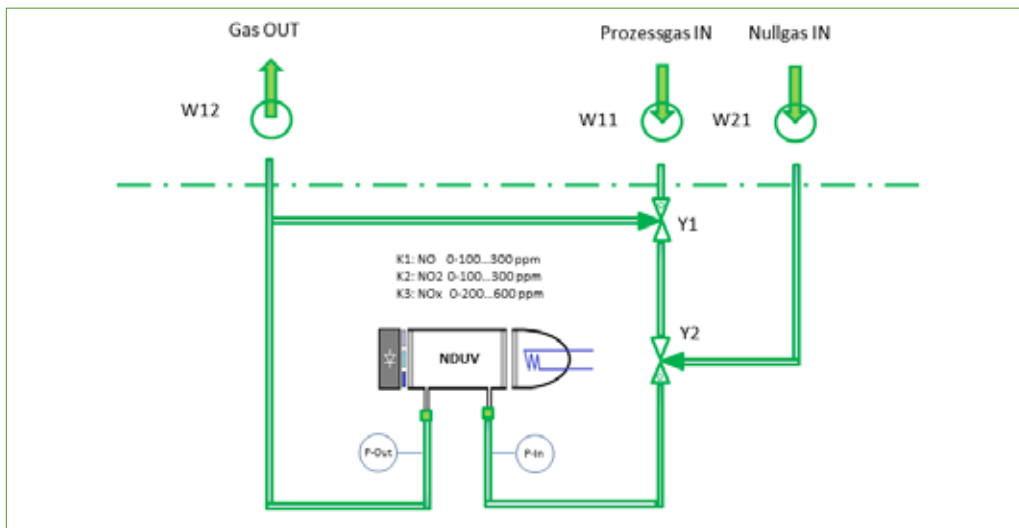 Gas OUT
Prozessgas IN
Nullgas IN
W12
W11
W21
Y1
K1: NO 0-100...300 ppm
K2: NO2 0-100...300 ppm
K3: NOx 0-200...600 ppm
Y2
NDUV
P-Out
P-In